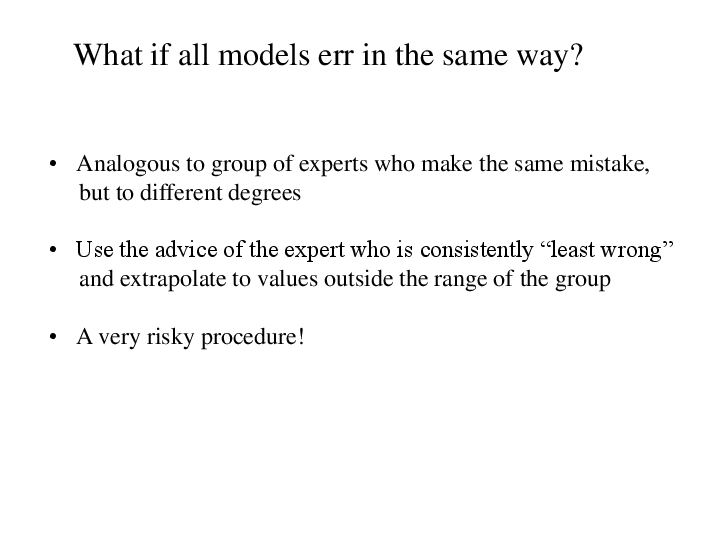 What if all models err in the same way?
• Analogous to group of experts who make the same mistake,
but to different degrees
• Use the advice of the expert who is consistently “least wrong”
and extrapolate to values outside the range of the group
• A very risky procedure!